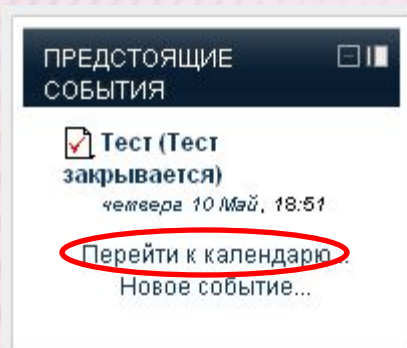 ПРЕДСТОЯЩИЕ
СОБЫТИЯ
Тест (Тест
закрывается)
четверг 10 Май, 18:51
Перейти к календарю...
Новое событие...